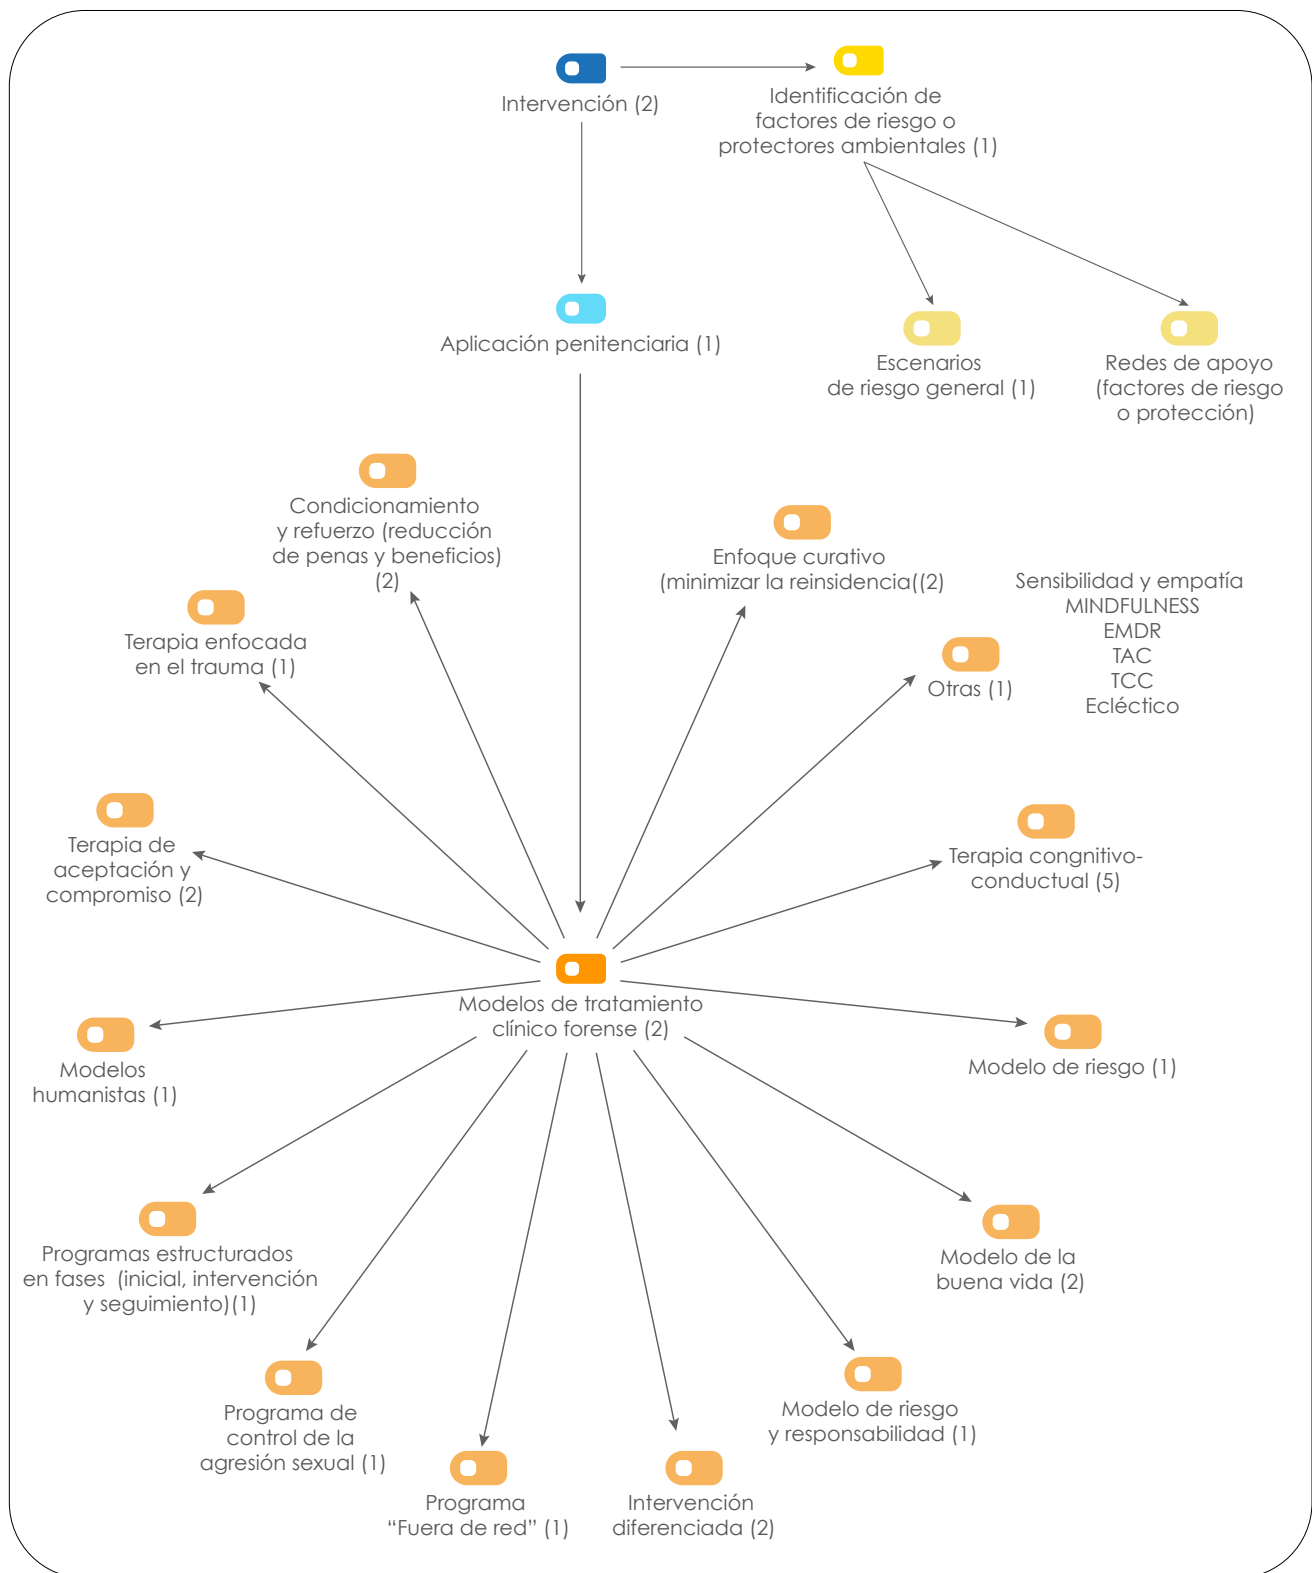 Intervención (2)
Identificación de
factores de riesgo o
protectores ambientales (1)
Aplicación penitenciaria (1)
Escenarios
de riesgo general (1)
Redes de apoyo
(factores de riesgo
o protección)
Condicionamiento
y refuerzo (reducción
de penas y beneficios)
(2)
Enfoque curativo
(minimizar la reinsidencia((2)
Sensibilidad y empatía
MINDFULNESS
EMDR
TAC
TCC
Ecléctico
Terapia enfocada
en el trauma (1)
Otras (1)
Terapia de
aceptación y
compromiso (2)
Terapia congnitivo-
conductual (5)
Modelos de tratamiento
clínico forense (2)
Modelos
humanistas (1)
Modelo de riesgo (1)
Programas estructurados
en fases  (inicial, intervención
y seguimiento)(1)
Modelo de la
buena vida (2)
Programa de
control de la
agresión sexual (1)
Modelo de riesgo
y responsabilidad (1)
Programa
“Fuera de red” (1)
Intervención
diferenciada (2)